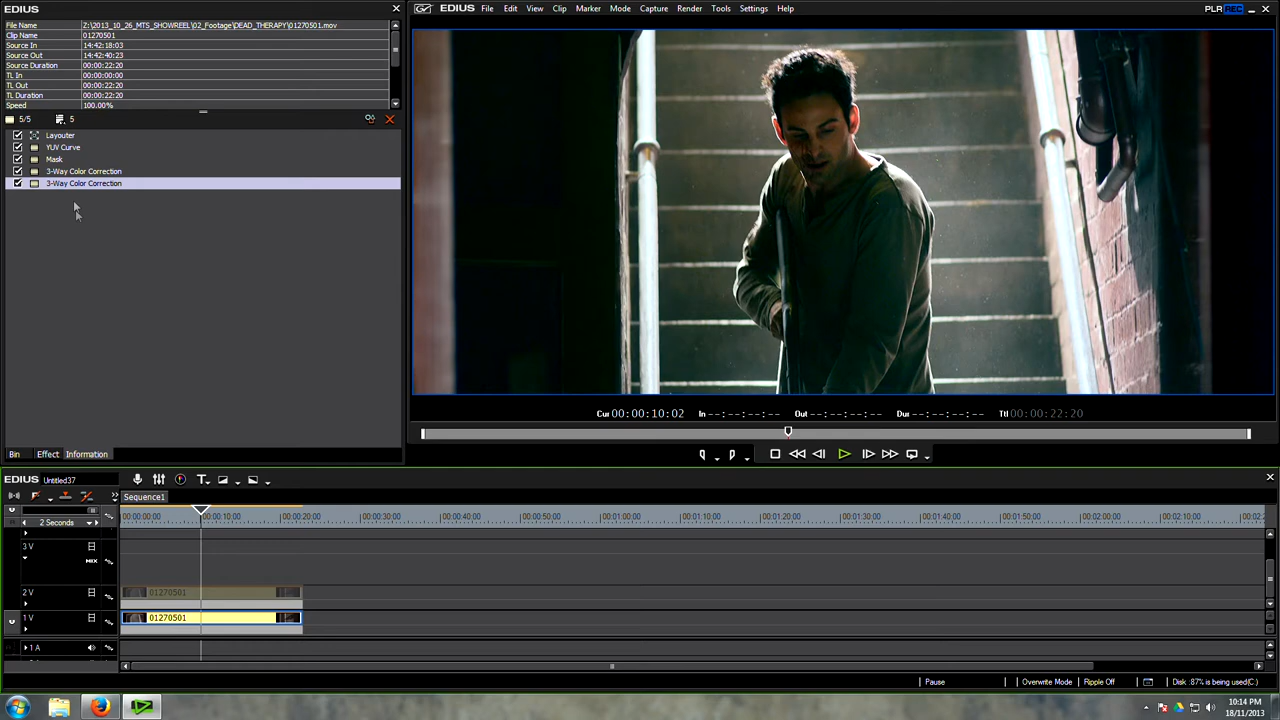 EDIUS
EDIUS File Edit View Clip Marker Mode Capture Render Tools Settings Help PLR REC
File Name Z:\2013_10_26_MTS_SHOWREEL\02_Footage\DEAD_THERAPY\01270501.mov
Clip Name 01270501
Source In 14:42:18:03
Source Out 14:42:40:23
Source Duration 00:00:22:20
TL In 00:00:00:00
TL Out 00:00:22:20
TL Duration 00:00:22:20
Speed 100.00%
5/5 5
Layouter
YUV Curve
Mask
3-Way Color Correction
3-Way Color Correction
Cur 00:00:10:02 In --:--:--:-- Out --:--:--:-- Dur --:--:--:-- Ttl 00:00:22:20
Bin Effect Information
EDIUS Untitled37
Sequence1
2 Seconds 00:00:00:00 00:00:10:00 00:00:20:00 00:00:30:00 00:00:40:00 00:00:50:00 00:01:00:00 00:01:10:00 00:01:20:00 00:01:30:00 00:01:40:00 00:01:50:00 00:02:00:00 00:02:10:00 00:02:2
3 V
MIX
2 V 01270501
1 V 01270501
1 A
Pause Overwrite Mode Ripple Off Disk :87% is being used(C:)
10:14 PM
18/11/2013